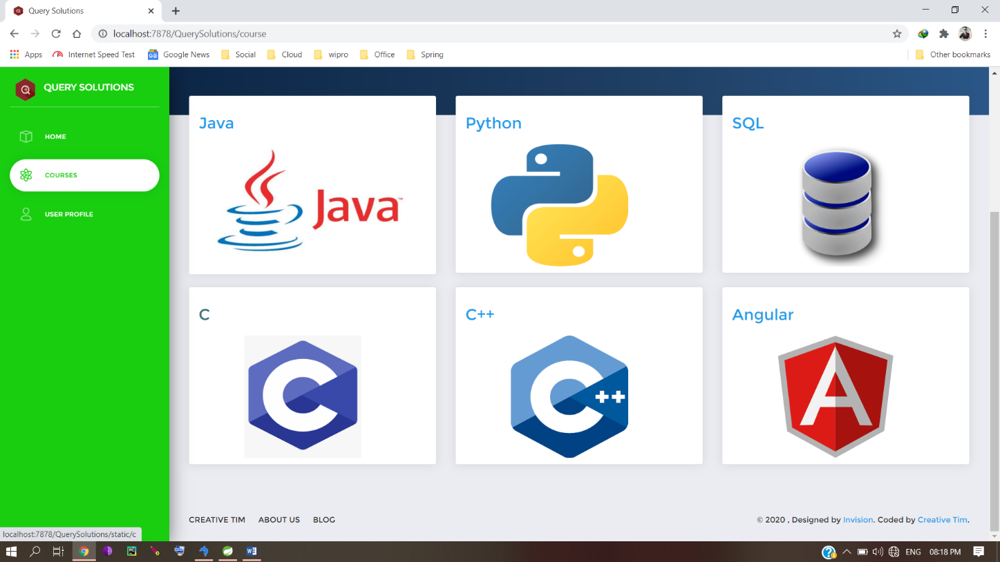 Query Solutions
localhost:7878/QuerySolutions/course
Apps Internet Speed Test Google News Social Cloud wipro Office Spring Other bookmarks
QUERY SOLUTIONS
HOME
COURSES
USER PROFILE
Java Python SQL
Java™
C C++ Angular
C C ++ A
CREATIVE TIM ABOUT US BLOG © 2020 , Designed by Invision. Coded by Creative Tim.
localhost:7878/QuerySolutions/static/c
PC W ENG 08:18 PM